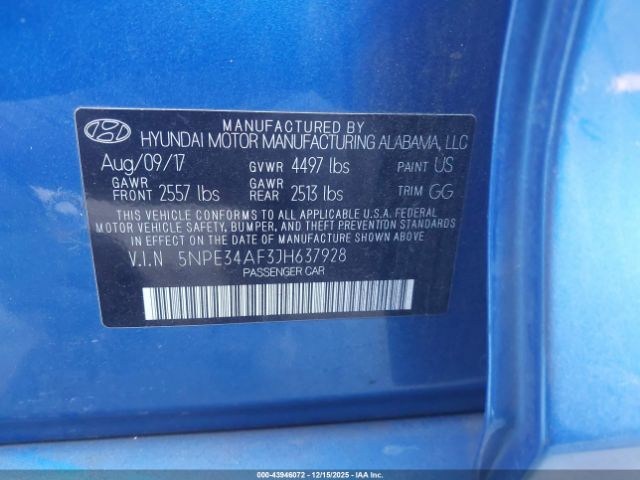 MANUFACTURED BY
HYUNDAI MOTOR MANUFACTURING ALABAMA, LLC
Aug/09/17 GVWR 4497 lbs PAINT US
GAWR FRONT 2557 lbs GAWR REAR 2513 lbs TRIM GG
THIS VEHICLE CONFORMS TO ALL APPLICABLE U.S.A. FEDERAL
MOTOR VEHICLE SAFETY, BUMPER, AND THEFT PREVENTION STANDARDS
IN EFFECT ON THE DATE OF MANUFACTURE SHOWN ABOVE.
V.I.N 5NPE34AF3JH637928
PASSENGER CAR
000-43946072 - 12/15/2025 - © IAA Holdings, LLC